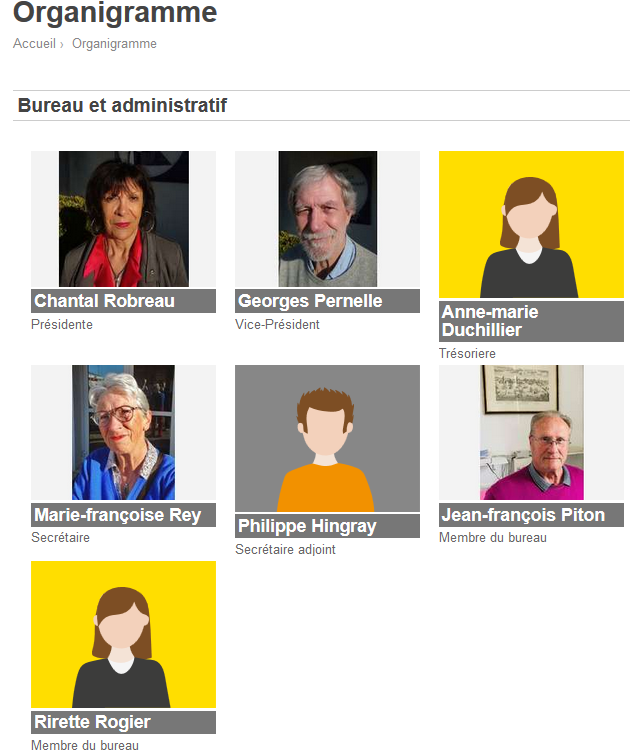 Organigramme
Accueil › Organigramme
Bureau et administratif
Chantal Robreau
Présidente
Georges Pernelle
Vice-Président
Anne-marie
Duchillier
Trésoriere
Marie-françoise Rey
Secrétaire
Philippe Hingray
Secrétaire adjoint
Jean-françois Piton
Membre du bureau
Rirette Rogier
Membre du bureau